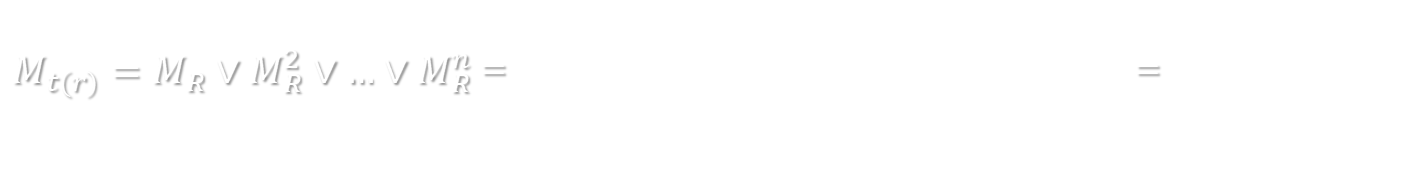 M_{t(r)} = M_R ∨ M_R^2 ∨ ... ∨ M_R^n = =